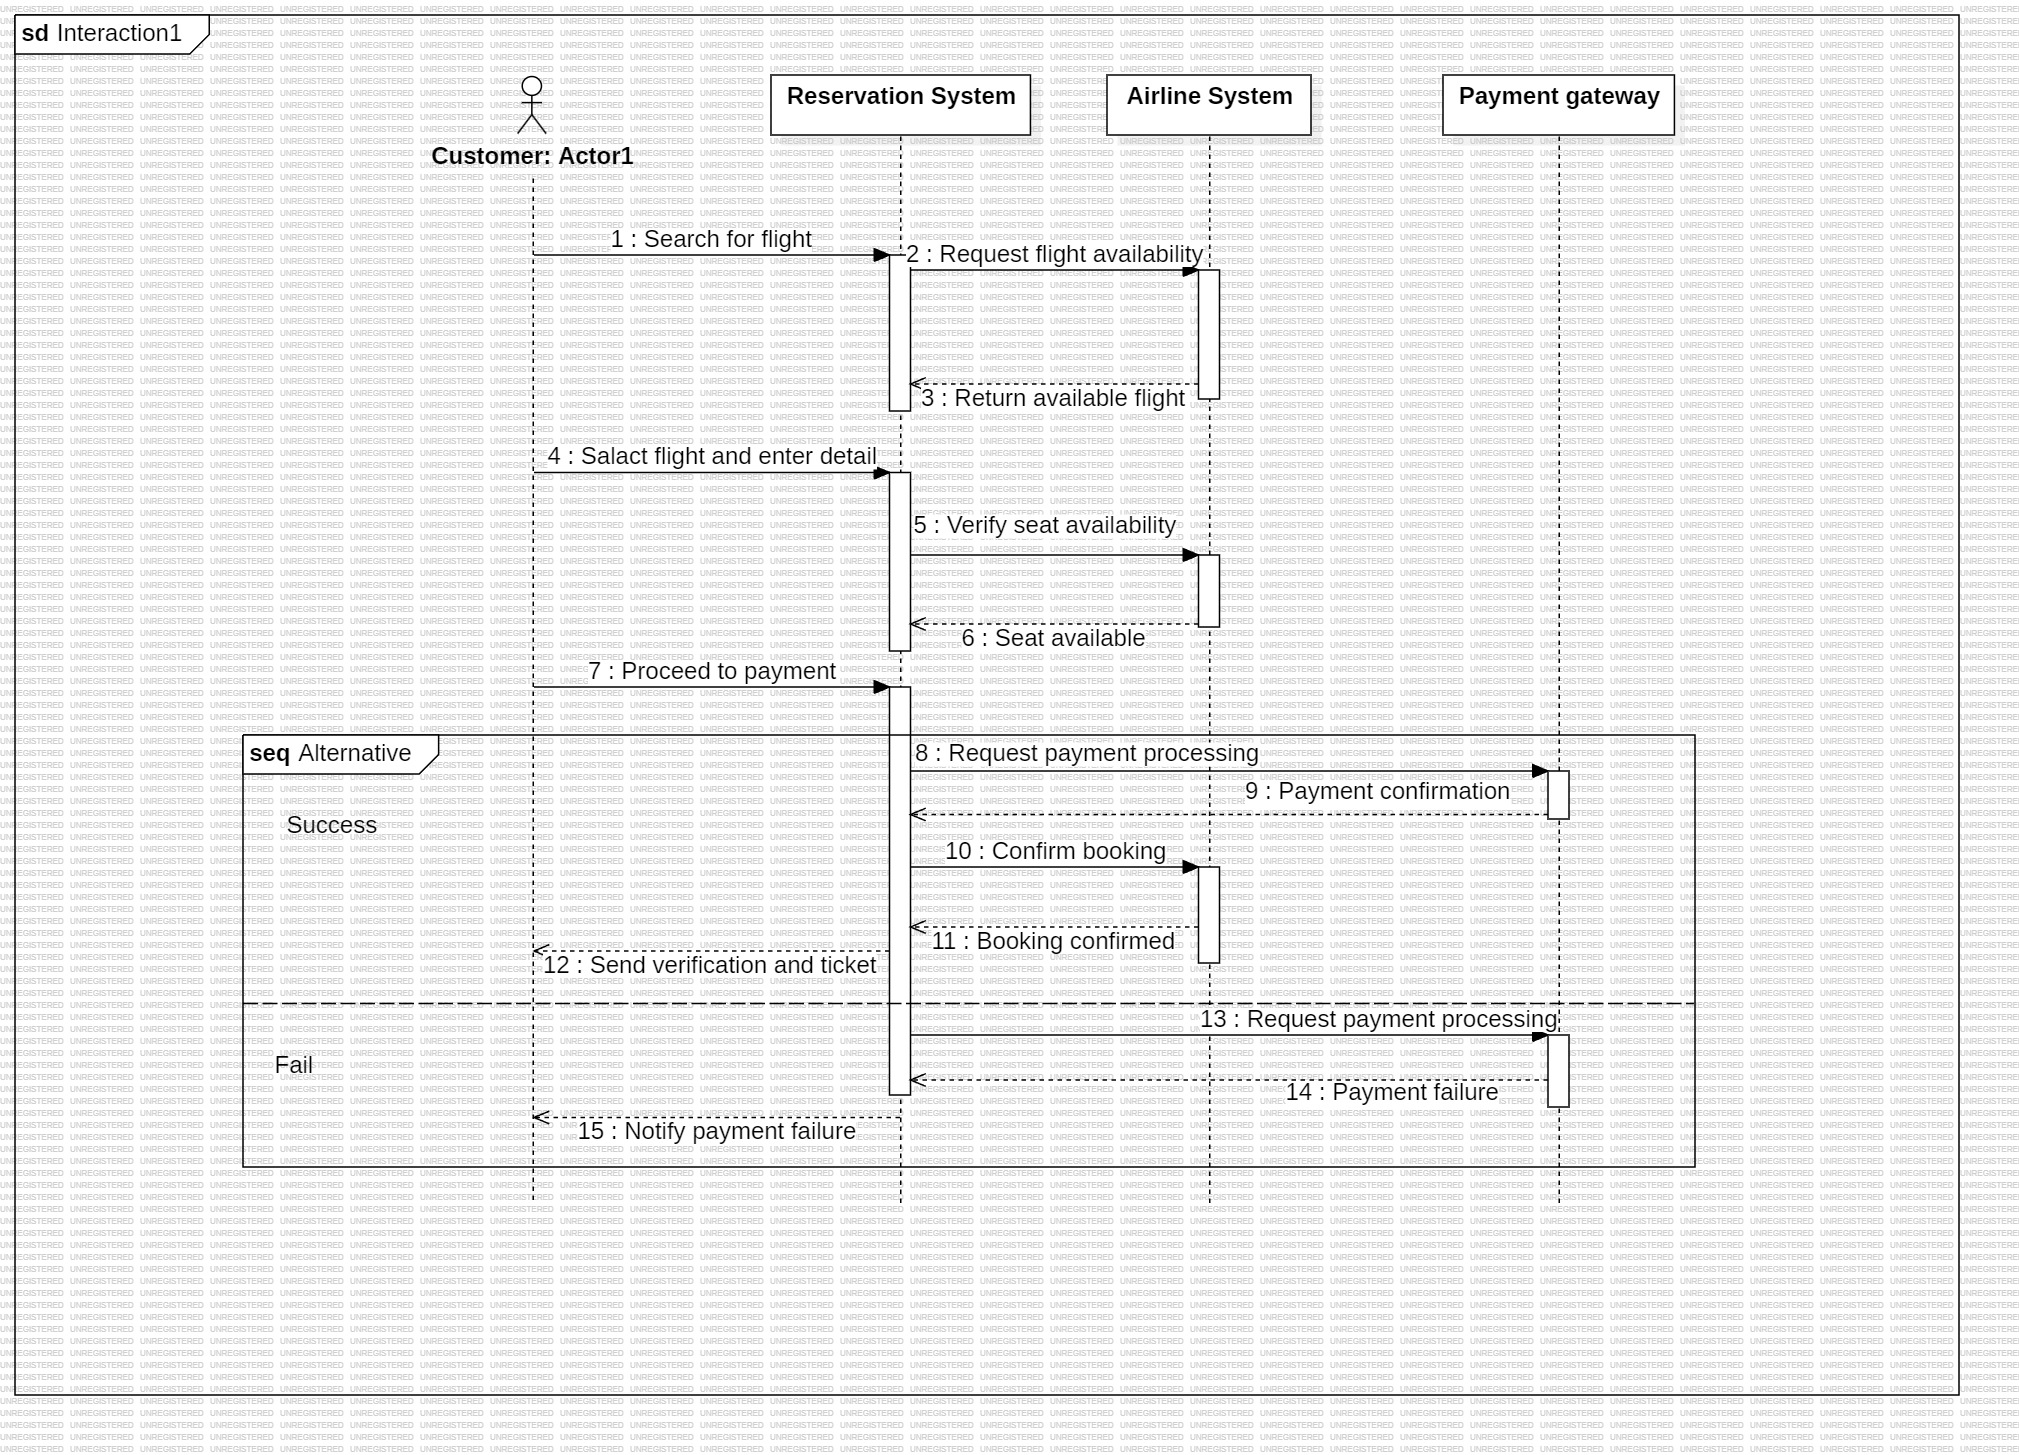 sd Interaction1
Customer: Actor1
Reservation System
Airline System
Payment gateway
1 : Search for flight
2 : Request flight availability
3 : Return available flight
4 : Salact flight and enter detail
5 : Verify seat availability
6 : Seat available
7 : Proceed to payment
seq Alternative
8 : Request payment processing
9 : Payment confirmation
Success
10 : Confirm booking
11 : Booking confirmed
12 : Send verification and ticket
13 : Request payment processing
Fail
14 : Payment failure
15 : Notify payment failure
UNREGISTERED